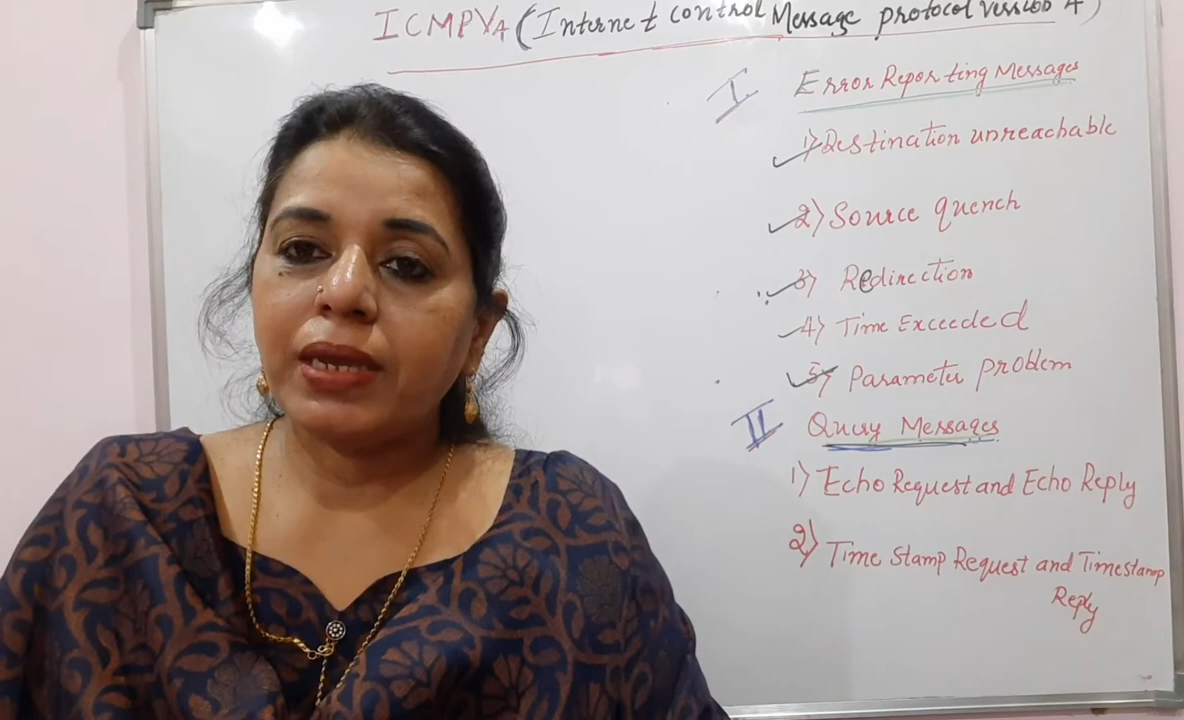 ICMPV4 (Internet control Message protocol version 4)
I Error Reporting Messages
1) Destination unreachable
2) Source quench
3) Redirection
4) Time Exceeded
5) Parameter problem
II Query Messages
1) Echo Request and Echo Reply
2) Time Stamp Request and Timestamp
Reply